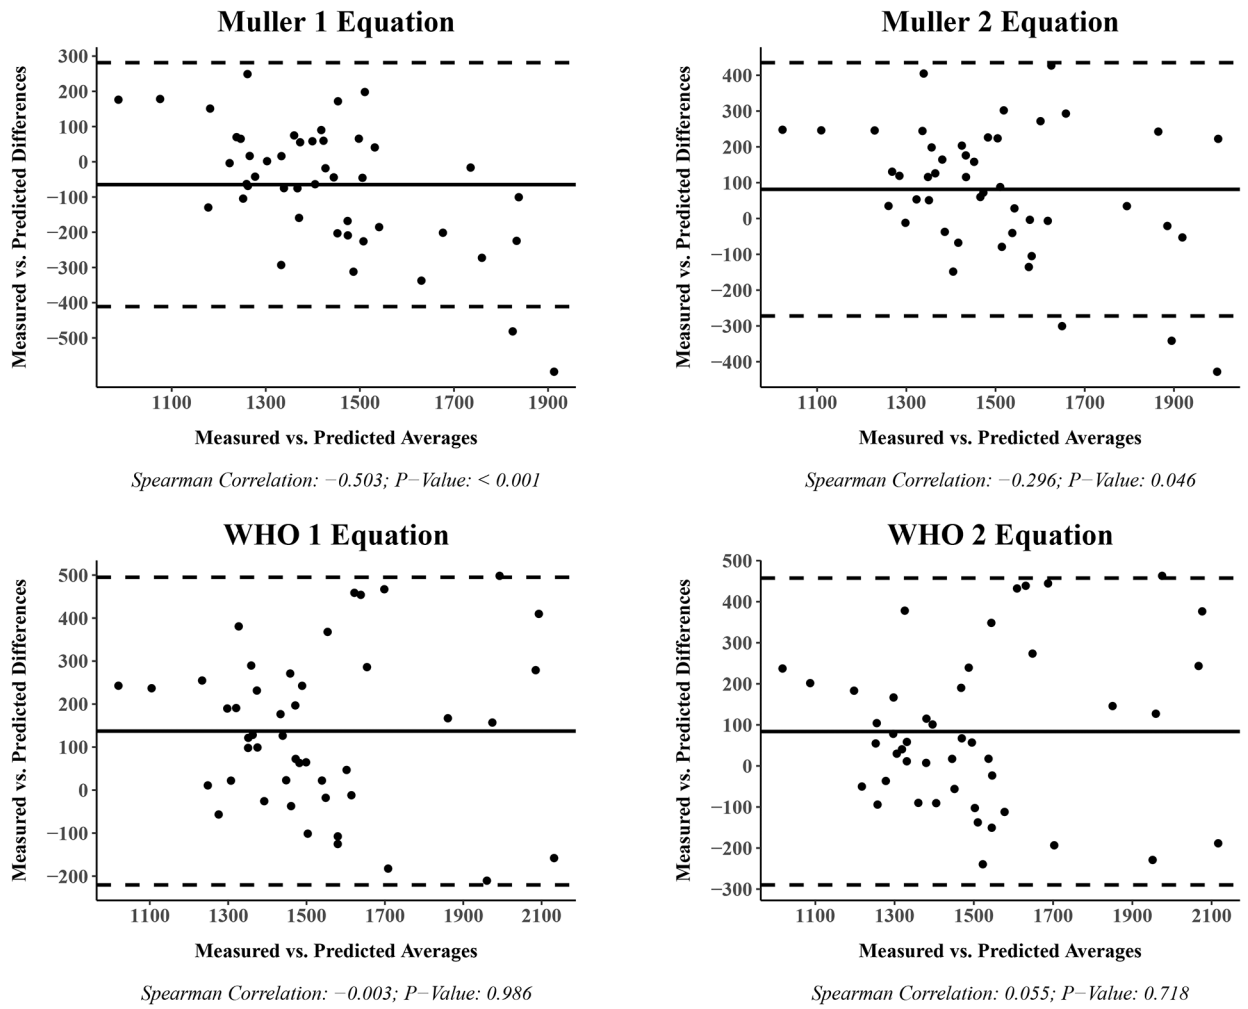 Muller 1 Equation
Measured vs. Predicted Differences
300
200
100
0
−100
−200
−300
−400
−500
1100 1300 1500 1700 1900
Measured vs. Predicted Averages
Spearman Correlation: −0.503; P−Value: < 0.001
Muller 2 Equation
Measured vs. Predicted Differences
400
300
200
100
0
−100
−200
−300
−400
1100 1300 1500 1700 1900
Measured vs. Predicted Averages
Spearman Correlation: −0.296; P−Value: 0.046
WHO 1 Equation
Measured vs. Predicted Differences
500
400
300
200
100
0
−100
−200
1100 1300 1500 1700 1900 2100
Measured vs. Predicted Averages
Spearman Correlation: −0.003; P−Value: 0.986
WHO 2 Equation
Measured vs. Predicted Differences
500
400
300
200
100
0
−100
−200
−300
1100 1300 1500 1700 1900 2100
Measured vs. Predicted Averages
Spearman Correlation: 0.055; P−Value: 0.718